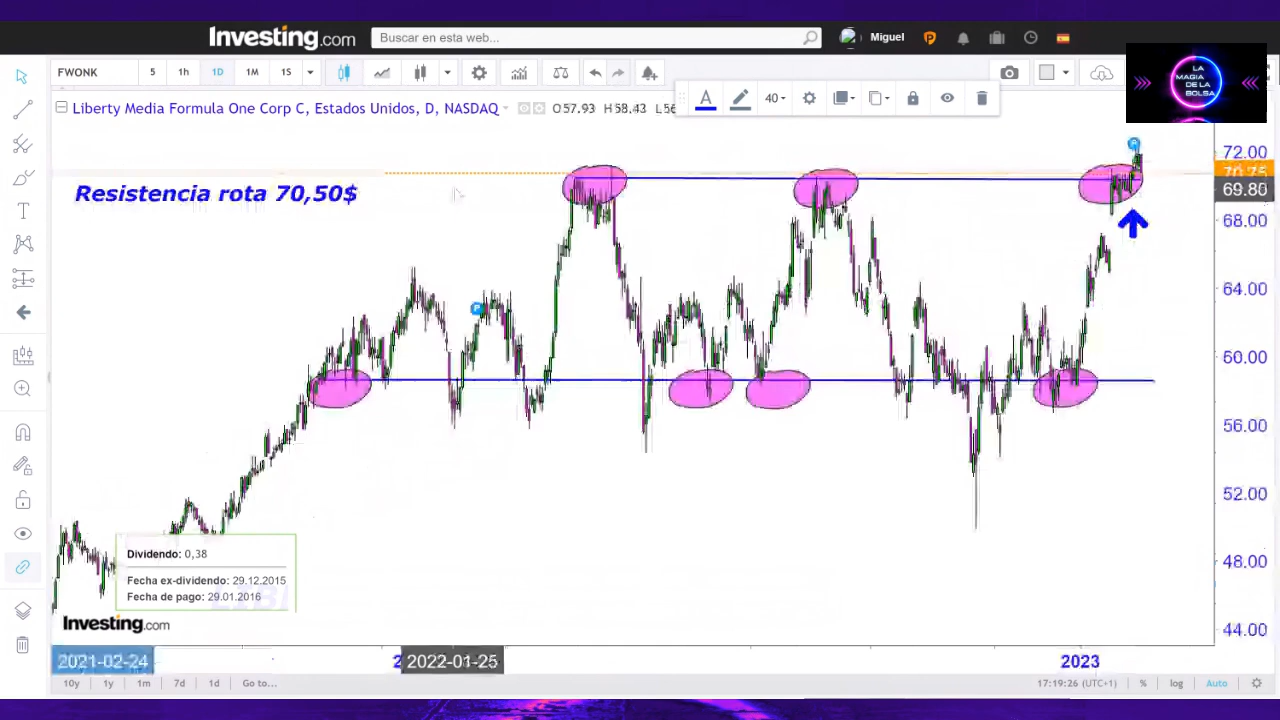 Investing.com
Buscar en esta web...
Miguel
FWONK
5
1h
1D
1M
1S
LA
MAGIA
DE LA
BOLSA
Liberty Media Formula One Corp C, Estados Unidos, D, NASDAQ
O57.93 H58.43
A
40
Resistencia rota 70,50$
72.00
70.75
69.80
68.00
64.00
60.00
56.00
52.00
48.00
44.00
Dividendo: 0,38
Fecha ex-dividendo: 29.12.2015
Fecha de pago: 29.01.2016
Investing.com
2021-02-24
2022-01-25
2023
10y
1y
1m
7d
1d
Go to...
17:19:26 (UTC+1)
%
log
Auto